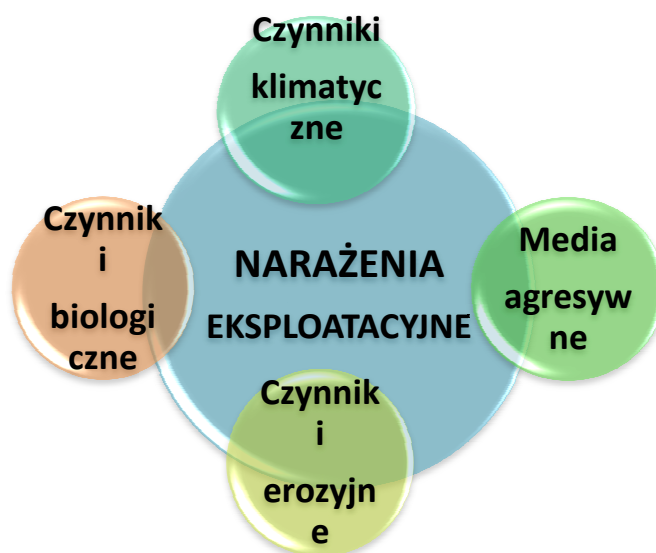 Czynniki
klimatyc
zne
Czynnik
i
biologi
czne
NARAŻENIA
EKSPLOATACYJNE
Media
agresyw
ne
Czynnik
i
erozyjn
e